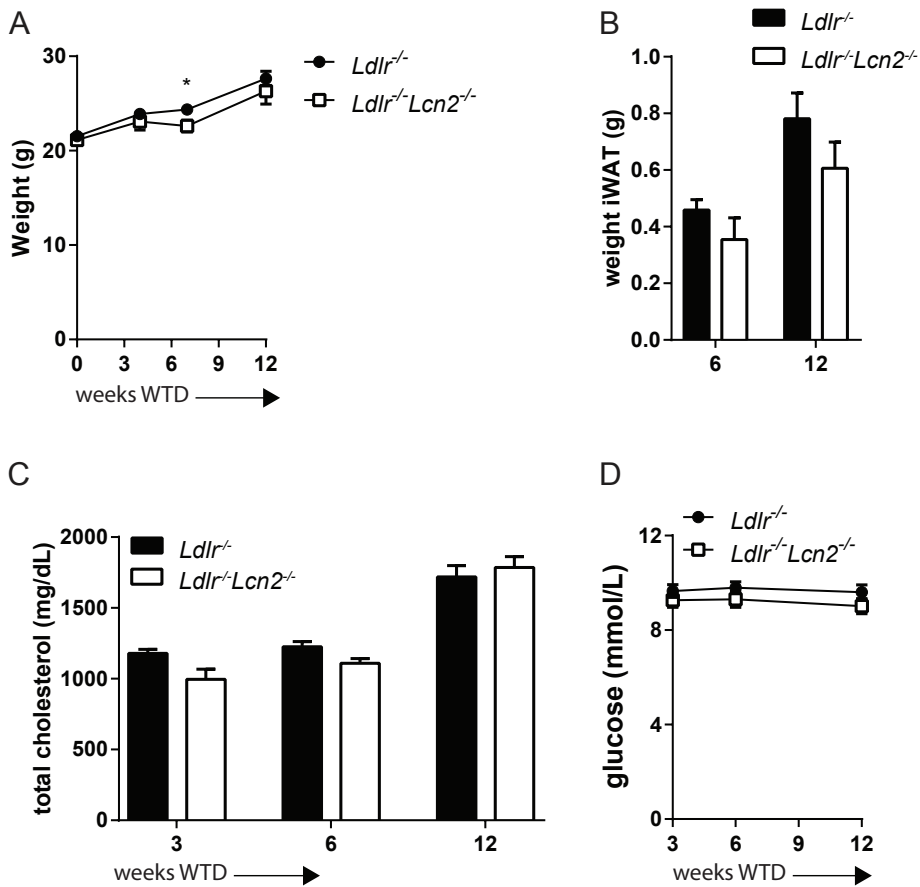 A
Weight (g)
30
20
10
0
0 3 6 9 12
weeks WTD
*
Ldlr-/-
Ldlr-/-Lcn2-/-
B
Ldlr-/-
Ldlr-/-Lcn2-/-
weight iWAT (g)
1.0
0.8
0.6
0.4
0.2
0.0
6 12
C
Ldlr-/-
Ldlr-/-Lcn2-/-
total cholesterol (mg/dL)
2000
1500
1000
500
0
3 6 12
weeks WTD
D
Ldlr-/-
Ldlr-/-Lcn2-/-
glucose (mmol/L)
12
9
4
0
3 6 9 12
weeks WTD